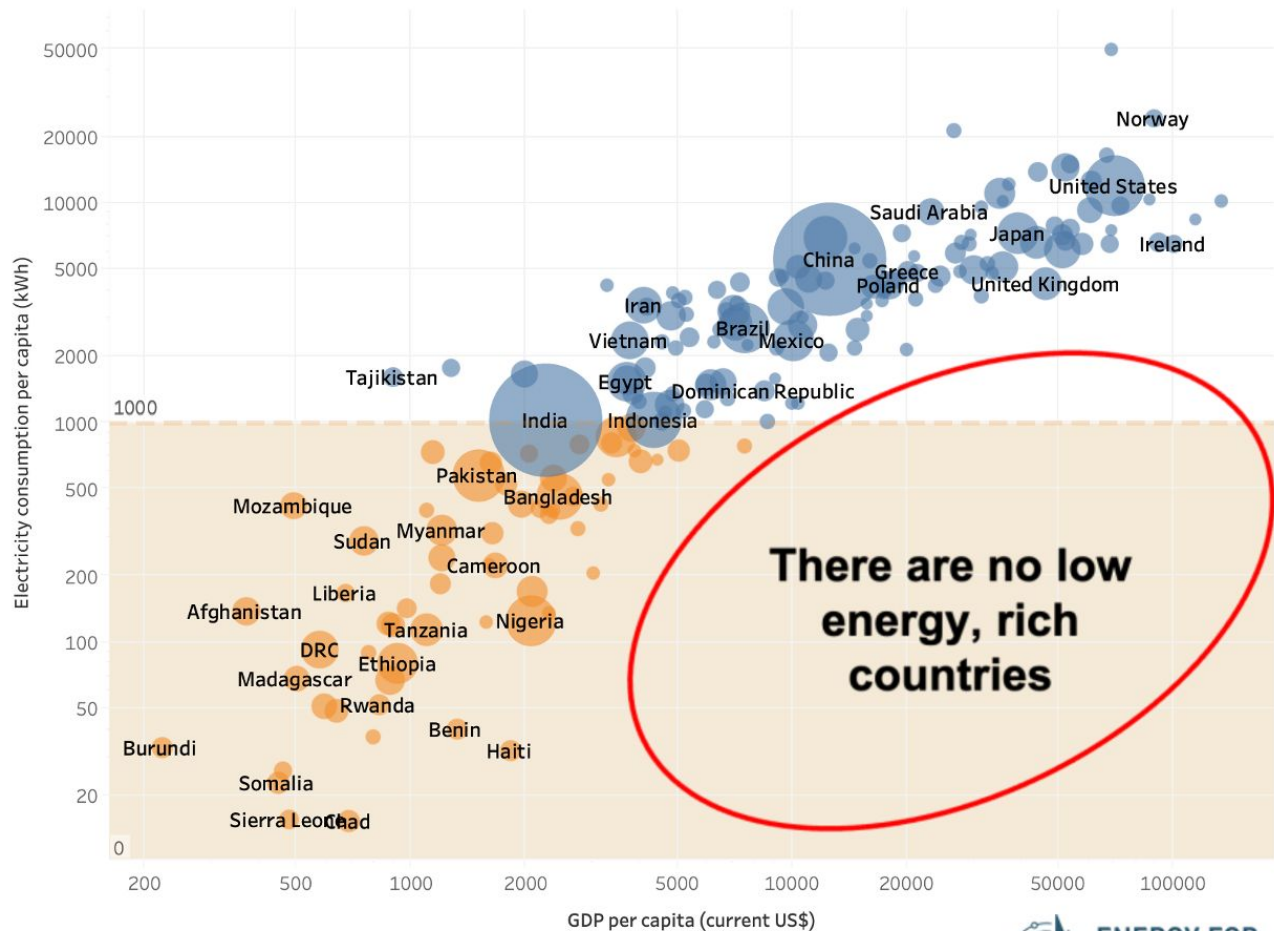 50000
20000
10000
5000
2000
1000
500
200
100
50
20
0
1000
Electricity consumption per capita (kWh)
Norway
United States
Saudi Arabia
Japan
Ireland
China
Greece
Poland
United Kingdom
Iran
Brazil
Vietnam
Mexico
Tajikistan
Egypt
Dominican Republic
India
Indonesia
Pakistan
Bangladesh
Mozambique
Myanmar
Sudan
Cameroon
Liberia
Afghanistan
Nigeria
Tanzania
DRC
Ethiopia
Madagascar
Rwanda
Benin
Burundi
Haiti
Somalia
Sierra Leone
Chad
There are no low
energy, rich
countries
200
500
1000
2000
5000
10000
20000
50000
100000
GDP per capita (current US$)
ENERGY FOR